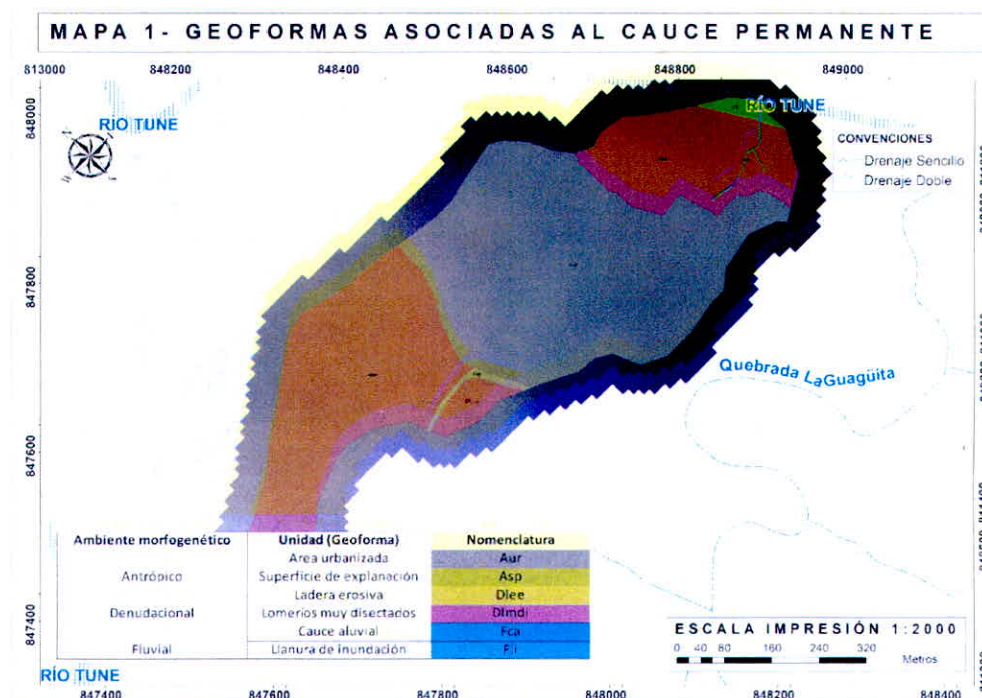 MAPA 1- GEOFORMAS ASOCIADAS AL CAUCE PERMANENTE
813000 848200 848400 848600 848800 849000
848000
RÍO TUNE
RÍO TUNE
CONVENCIONES
Drenaje Sencillo
Drenaje Doble
847800
Quebrada LaGuagüita
847600
Ambiente morfogenético Unidad (Geoforma) Nomenclatura
Area urbanizada Aur
Antrópico Superficie de explanación Asp
Ladera erosiva Dlee
Denudacional Lomeríos muy disectados Dlmdi
Cauce aluvial Fca
Fluvial Llanura de inundación
847400
ESCALA IMPRESIÓN 1:2000
0 40 80 160 240 320
Metros
RÍO TUNE
847400 847600 847800 848000 848200 848400